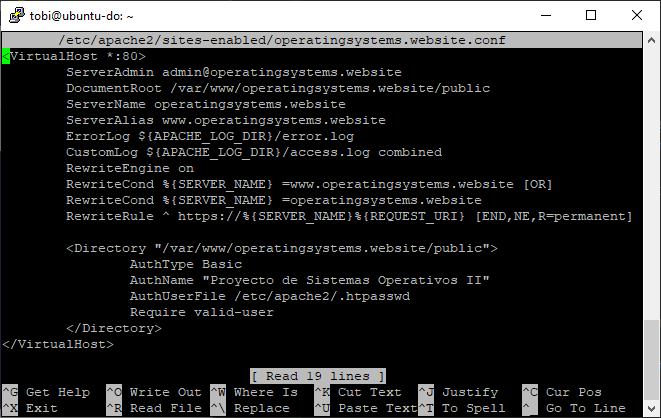 tobi@ubuntu-do: ~
/etc/apache2/sites-enabled/operatingsystems.website.conf
<VirtualHost *:80>
ServerAdmin admin@operatingsystems.website
DocumentRoot /var/www/operatingsystems.website/public
ServerName operatingsystems.website
ServerAlias www.operatingsystems.website
ErrorLog ${APACHE_LOG_DIR}/error.log
CustomLog ${APACHE_LOG_DIR}/access.log combined
RewriteEngine on
RewriteCond %{SERVER_NAME} =www.operatingsystems.website [OR]
RewriteCond %{SERVER_NAME} =operatingsystems.website
RewriteRule ^ https://%{SERVER_NAME}%{REQUEST_URI} [END,NE,R=permanent]
<Directory "/var/www/operatingsystems.website/public">
AuthType Basic
AuthName "Proyecto de Sistemas Operativos II"
AuthUserFile /etc/apache2/.htpasswd
Require valid-user
</Directory>
</VirtualHost>
[ Read 19 lines ]
^G Get Help ^O Write Out ^W Where Is ^K Cut Text ^J Justify ^C Cur Pos
^X Exit ^R Read File ^\ Replace ^U Paste Text ^T To Spell ^_ Go To Line